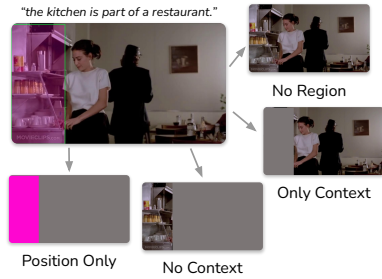 “the kitchen is part of a restaurant.”
No Region
Only Context
Position Only
No Context